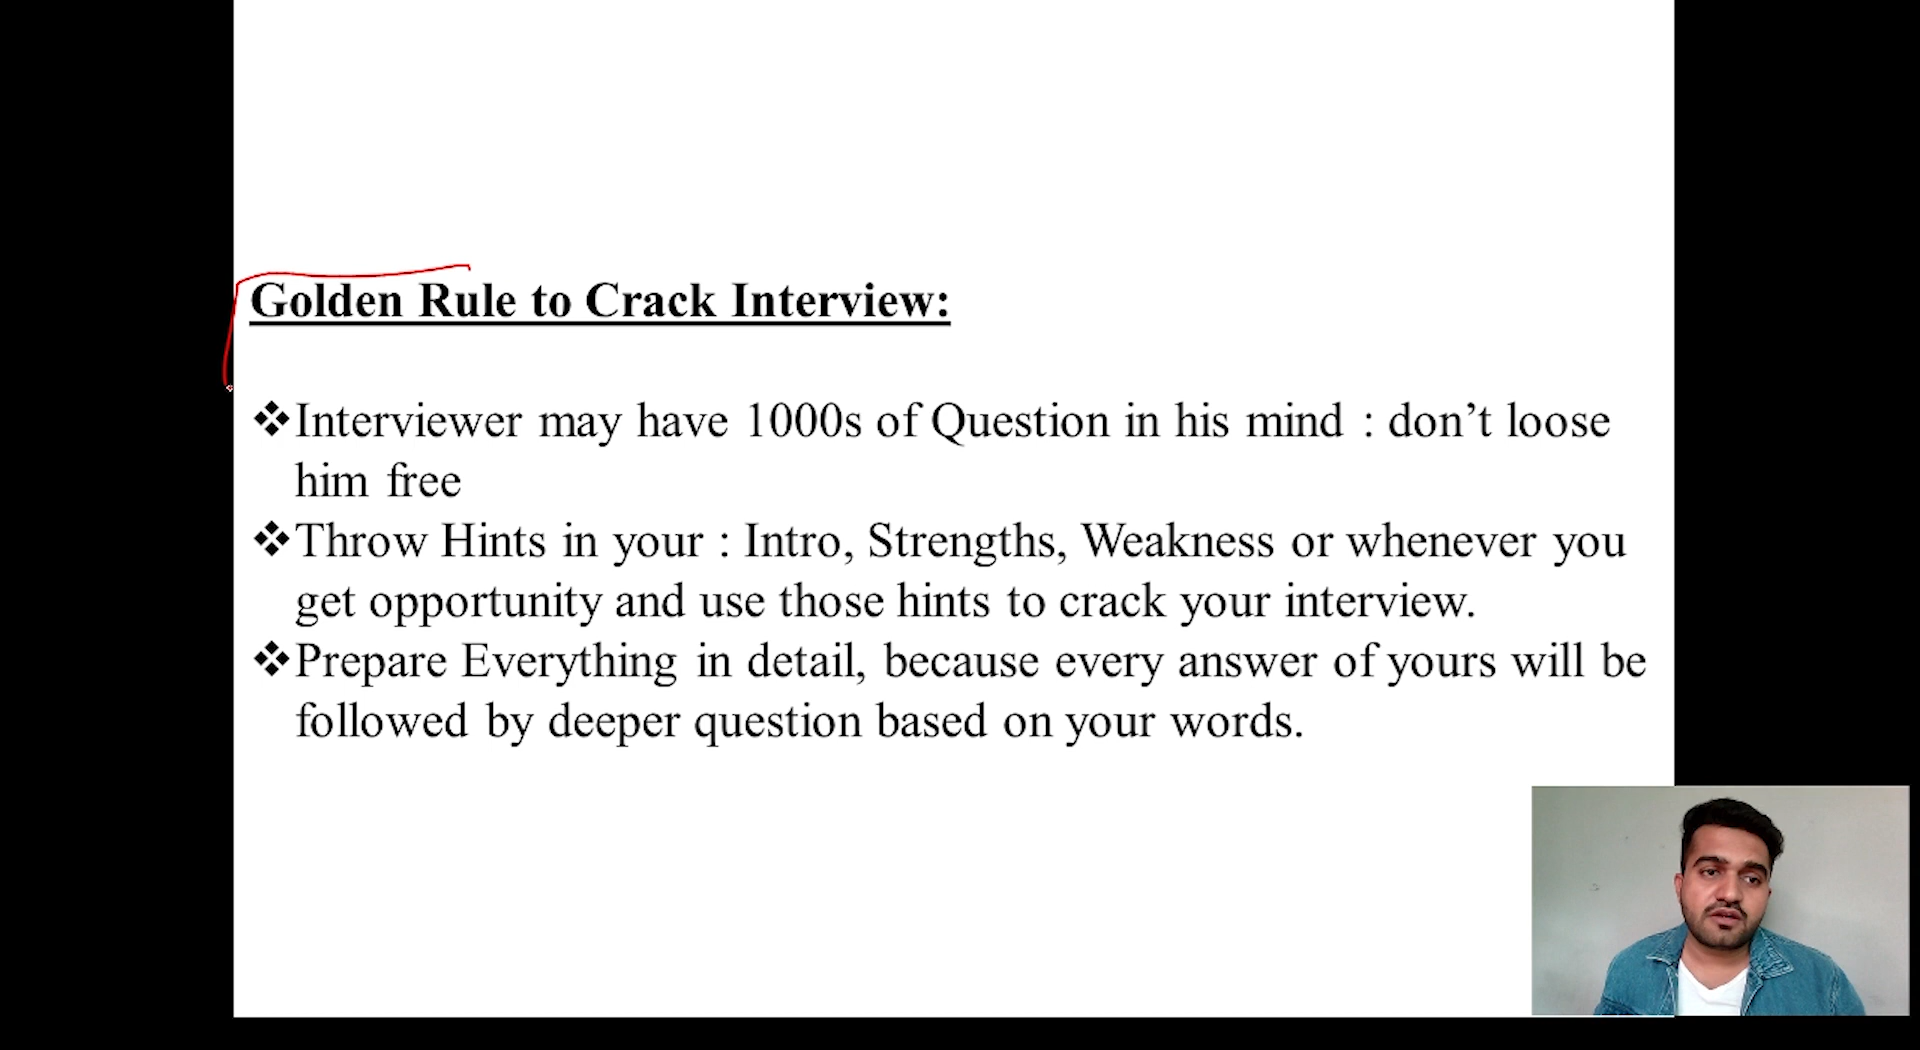 Golden Rule to Crack Interview:
❖Interviewer may have 1000s of Question in his mind : don’t loose
him free
❖Throw Hints in your : Intro, Strengths, Weakness or whenever you
get opportunity and use those hints to crack your interview.
❖Prepare Everything in detail, because every answer of yours will be
followed by deeper question based on your words.